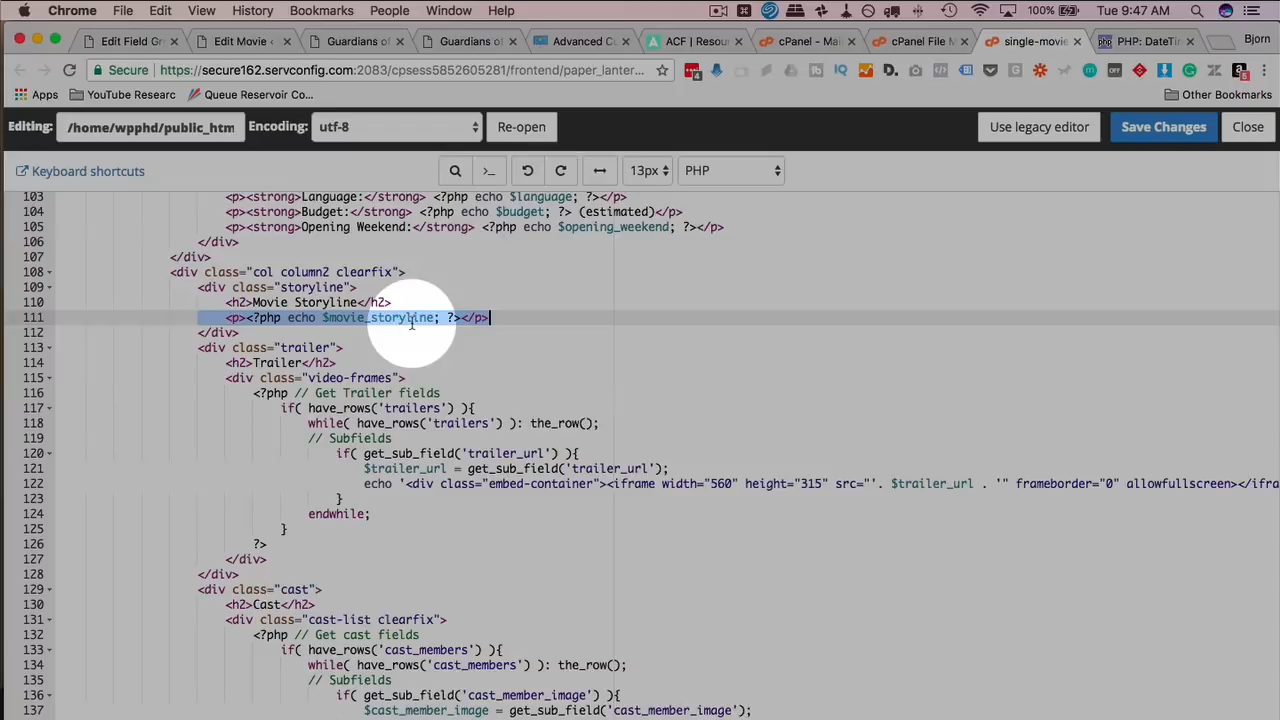 Chrome File Edit View History Bookmarks People Window Help 100% Tue 9:47 AM
Edit Field Gr Edit Movie ‹ Guardians of Guardians of Advanced Cu ACF | Resour cPanel - Mai cPanel File M single-movie PHP: DateTim Bjorn
Secure https://secure162.servconfig.com:2083/cpsess5852605281/frontend/paper_lanter...
Apps YouTube Researc Queue Reservoir Co... Other Bookmarks
Editing: /home/wpphd/public_htm Encoding: utf-8 Re-open Use legacy editor Save Changes Close
Keyboard shortcuts 13px PHP
103 <p><strong>Language:</strong> <?php echo $language; ?></p>
104 <p><strong>Budget:</strong> <?php echo $budget; ?> (estimated)</p>
105 <p><strong>Opening Weekend:</strong> <?php echo $opening_weekend; ?></p>
106 </div>
107 </div>
108 <div class="col column2 clearfix">
109 <div class="storyline">
110 <h2>Movie Storyline</h2>
111 <p><?php echo $movie_storyline; ?></p>
112 </div>
113 <div class="trailer">
114 <h2>Trailer</h2>
115 <div class="video-frames">
116 <?php // Get Trailer fields
117 if( have_rows('trailers') ){
118 while( have_rows('trailers') ): the_row();
119 // Subfields
120 if( get_sub_field('trailer_url') ){
121 $trailer_url = get_sub_field('trailer_url');
122 echo '<div class="embed-container"><iframe width="560" height="315" src="'. $trailer_url . '" frameborder="0" allowfullscreen></ifra
123 }
124 endwhile;
125 }
126 ?>
127 </div>
128 </div>
129 <div class="cast">
130 <h2>Cast</h2>
131 <div class="cast-list clearfix">
132 <?php // Get cast fields
133 if( have_rows('cast_members') ){
134 while( have_rows('cast_members') ): the_row();
135 // Subfields
136 if( get_sub_field('cast_member_image') ){
137 $cast_member_image = get_sub_field('cast_member_image');